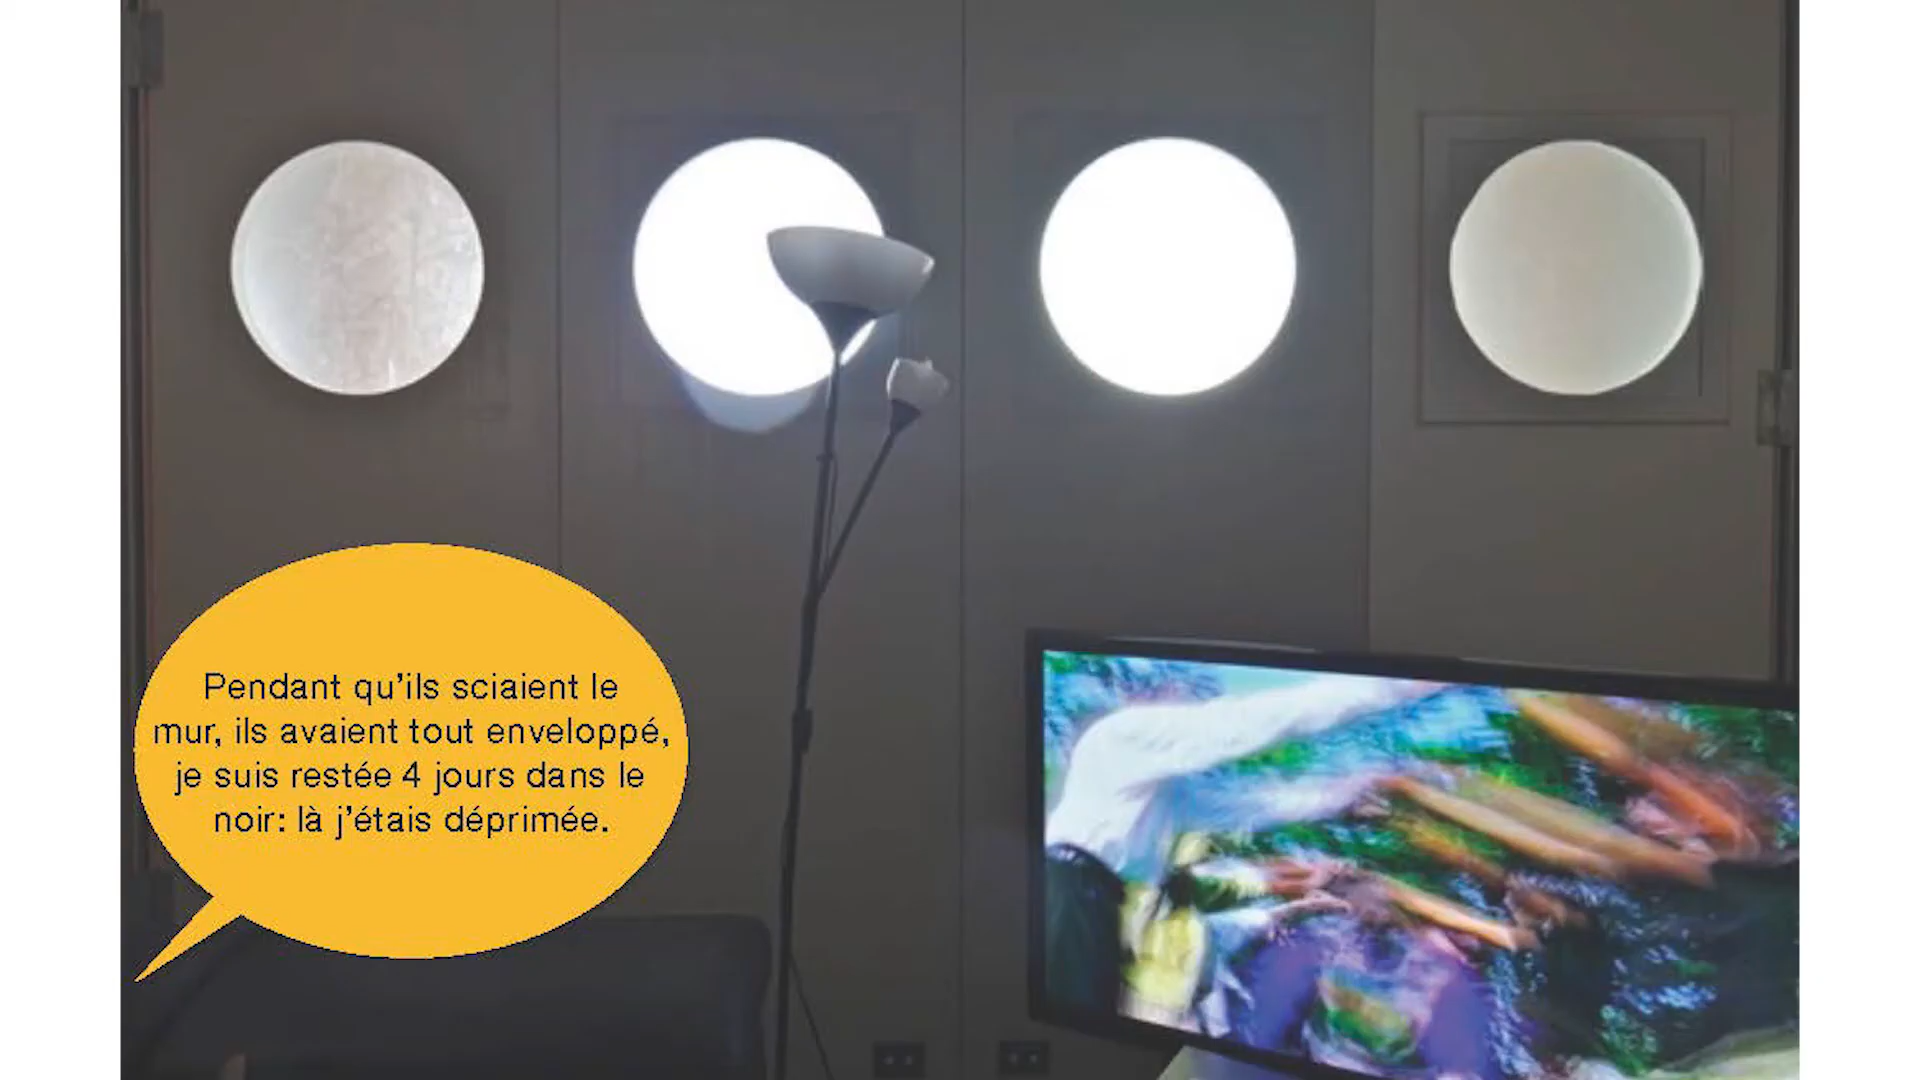 Pendant qu'ils sciaient le
mur, ils avaient tout enveloppé,
je suis restée 4 jours dans le
noir: là j'étais déprimée.